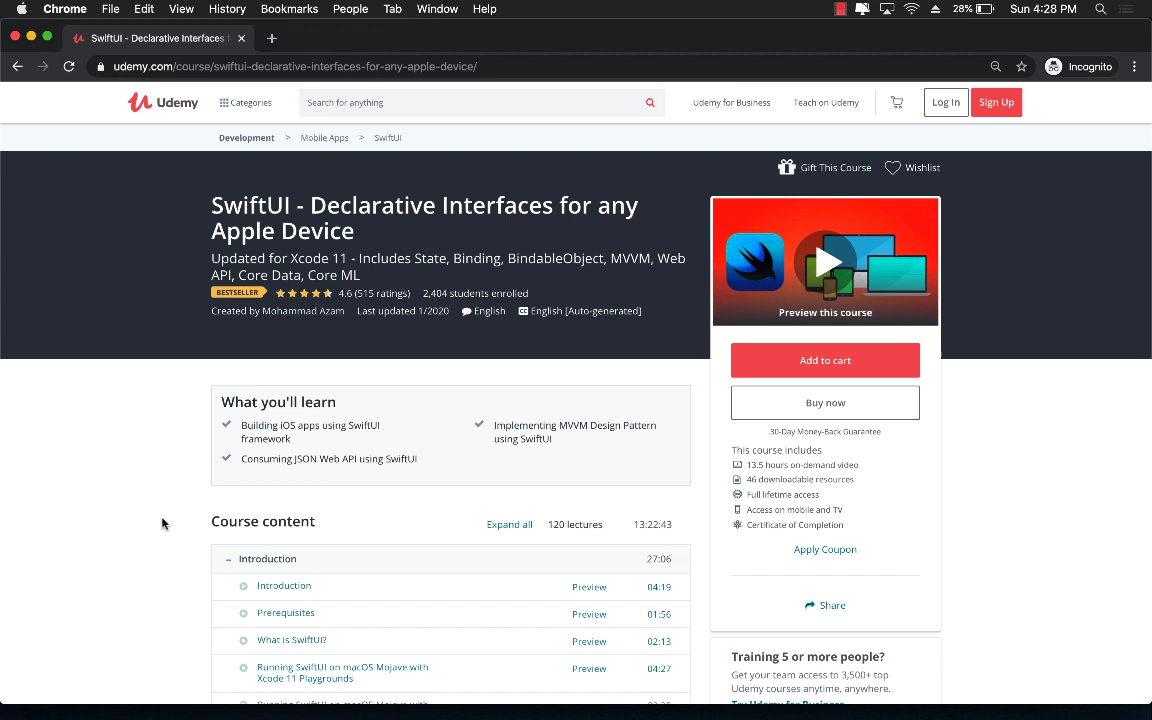 Chrome File Edit View History Bookmarks People Tab Window Help 28% Sun 4:28 PM
SwiftUI - Declarative Interfaces
udemy.com/course/swiftui-declarative-interfaces-for-any-apple-device/ Incognito
Udemy Categories Search for anything Udemy for Business Teach on Udemy Log In Sign Up
Development > Mobile Apps > SwiftUI
Gift This Course Wishlist
SwiftUI - Declarative Interfaces for any
Apple Device
Updated for Xcode 11 - Includes State, Binding, BindableObject, MVVM, Web
API, Core Data, Core ML
BESTSELLER 4.6 (515 ratings) 2,404 students enrolled
Created by Mohammad Azam Last updated 1/2020 English CC English [Auto-generated]
Preview this course
Add to cart
Buy now
30-Day Money-Back Guarantee
This course includes
13.5 hours on-demand video
46 downloadable resources
Full lifetime access
Access on mobile and TV
Certificate of Completion
Apply Coupon
Share
Training 5 or more people?
Get your team access to 3,500+ top
Udemy courses anytime, anywhere.
Try Udemy for Business
What you'll learn
Building iOS apps using SwiftUI
framework
Consuming JSON Web API using SwiftUI
Implementing MVVM Design Pattern
using SwiftUI
Course content Expand all 120 lectures 13:22:43
– Introduction 27:06
Introduction Preview 04:19
Prerequisites Preview 01:56
What is SwiftUI? Preview 02:13
Running SwiftUI on macOS Mojave with Preview 04:27
Xcode 11 Playgrounds